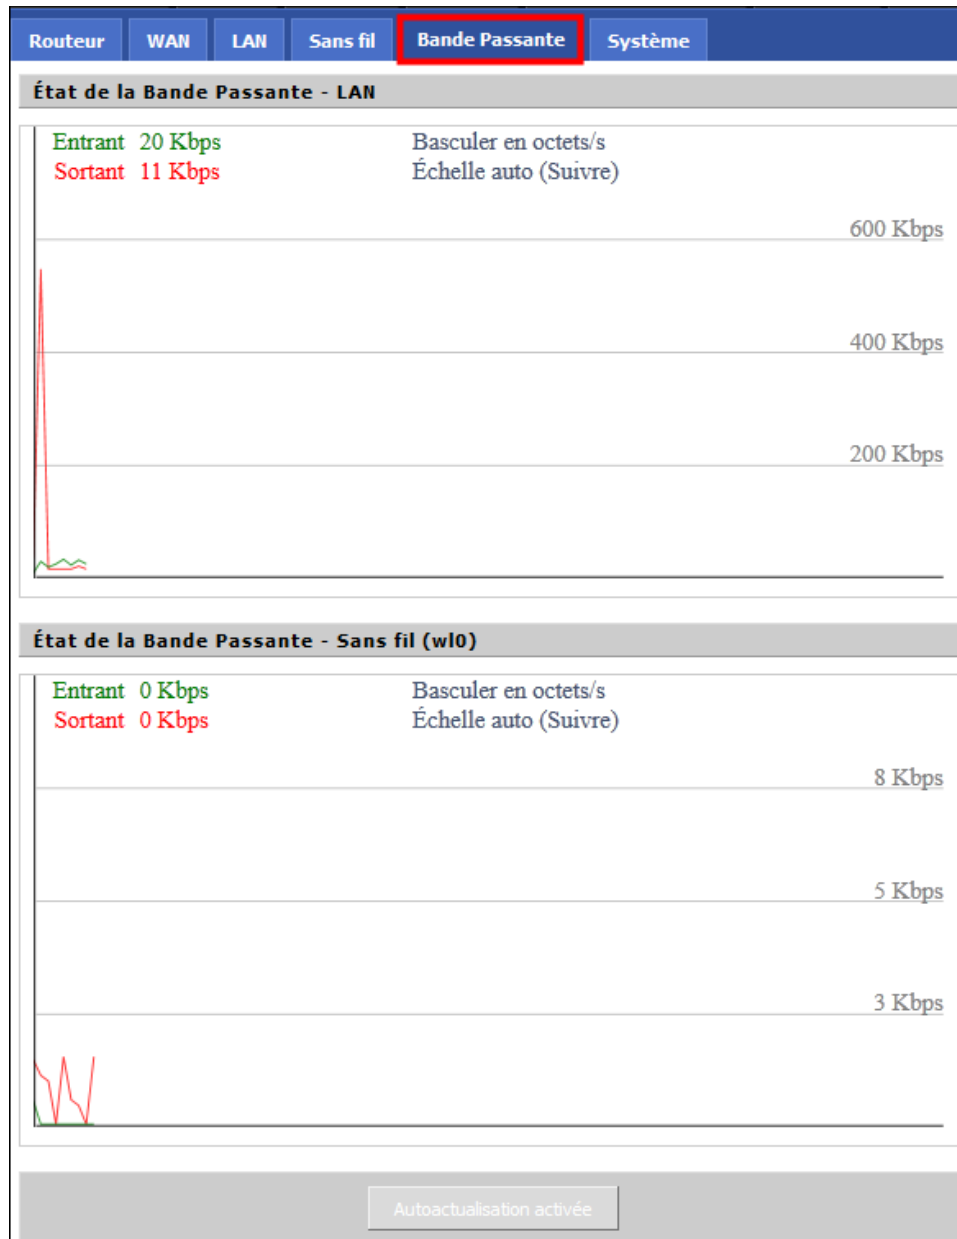 Routeur WAN LAN Sans fil Bande Passante Système
État de la Bande Passante - LAN
Entrant 20 Kbps Basculer en octets/s
Sortant 11 Kbps Échelle auto (Suivre)
600 Kbps
400 Kbps
200 Kbps
État de la Bande Passante - Sans fil (wl0)
Entrant 0 Kbps Basculer en octets/s
Sortant 0 Kbps Échelle auto (Suivre)
8 Kbps
5 Kbps
3 Kbps
Autoactualisation activée